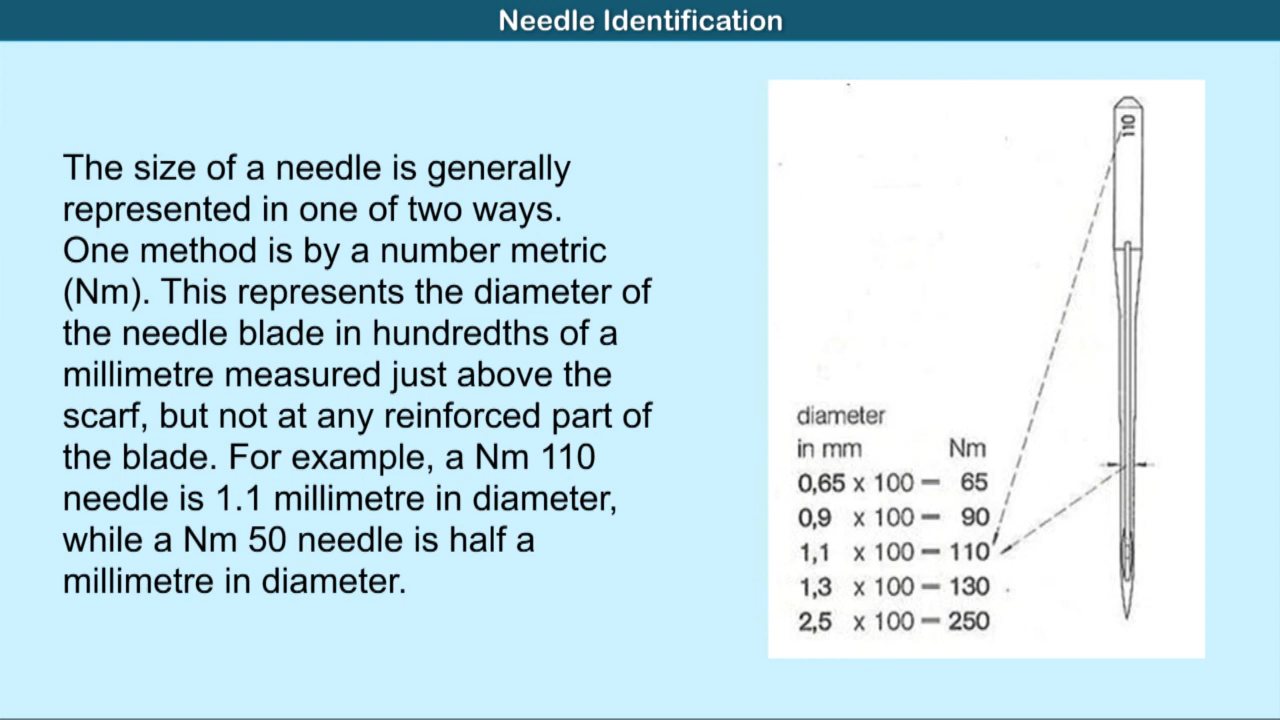 Needle Identification
The size of a needle is generally
represented in one of two ways.
One method is by a number metric
(Nm). This represents the diameter of
the needle blade in hundredths of a
millimetre measured just above the
scarf, but not at any reinforced part of
the blade. For example, a Nm 110
needle is 1.1 millimetre in diameter,
while a Nm 50 needle is half a
millimetre in diameter.
110
diameter
in mm Nm
0,65 x 100 = 65
0,9 x 100 = 90
1,1 x 100 = 110
1,3 x 100 = 130
2,5 x 100 = 250